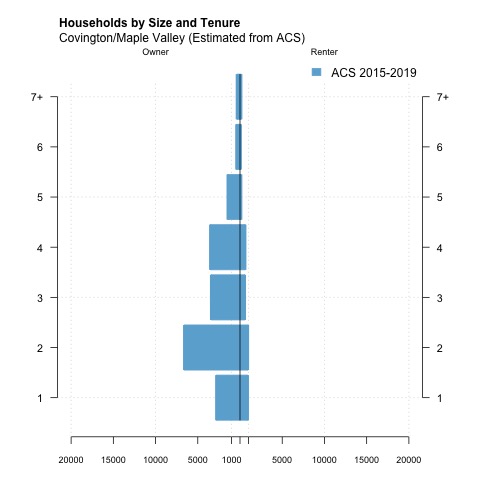 Households by Size and Tenure
Covington/Maple Valley (Estimated from ACS)
Owner Renter
ACS 2015-2019
7+ 7+
6 6
5 5
4 4
3 3
2 2
1 1
20000 15000 10000 5000 1000 5000 10000 15000 20000